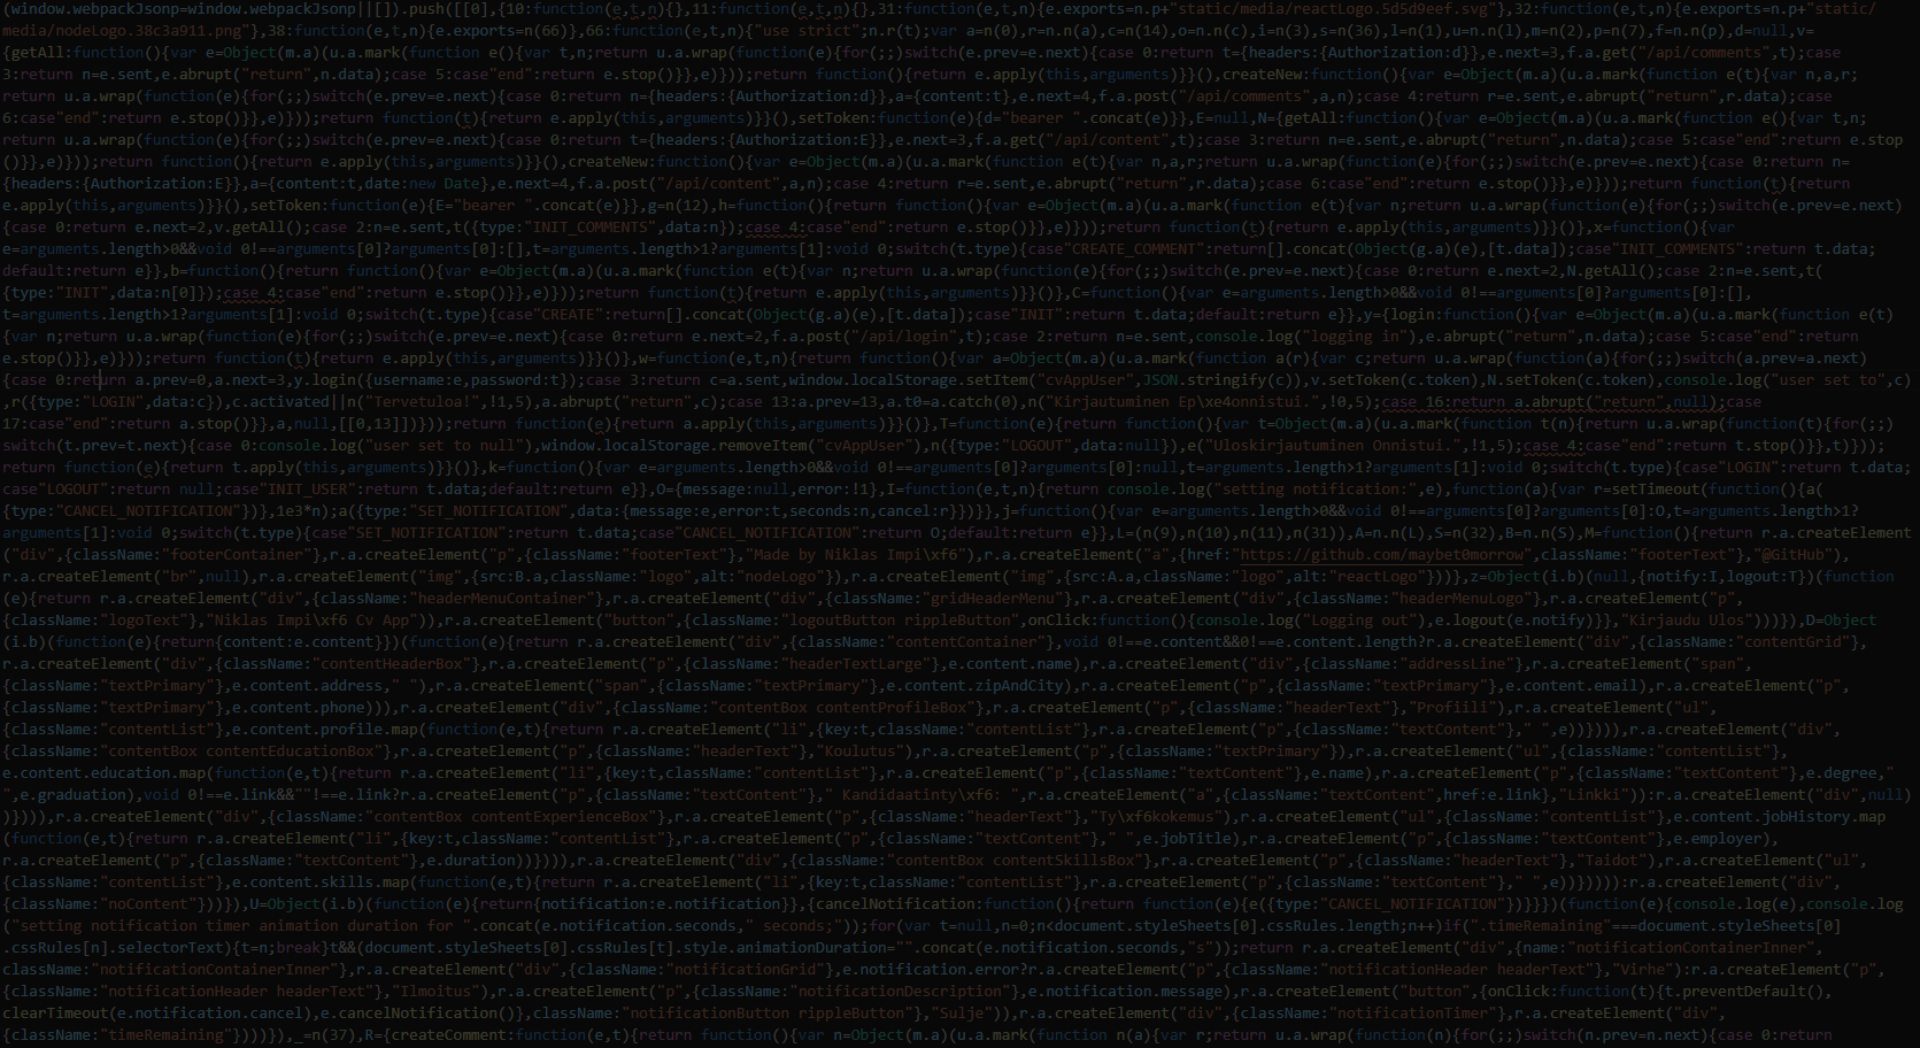 (window.webpackJsonp=window.webpackJsonp||[]).push([[0],{10:function(e,t,n){},11:function(e,t,n){},31:function(e,t,n){e.exports=n.p+"static/media/reactLogo.5d5d9eef.svg"},32:function(e,t,n){e.exports=n.p+"static/
media/nodeLogo.38c3a911.png"},38:function(e,t,n){e.exports=n(66)},66:function(e,t,n){"use strict";n.r(t);var a=n(0),r=n.n(a),c=n(14),o=n.n(c),i=n(3),s=n(36),l=n(1),u=n.n(l),m=n(2),p=n(7),f=n.n(p),d=null,v=
{getAll:function(){var e=Object(m.a)(u.a.mark(function e(){var t,n;return u.a.wrap(function(e){for(;;)switch(e.prev=e.next){case 0:return t={headers:{Authorization:d}},e.next=3,f.a.get("/api/comments",t);case
3:return n=e.sent,e.abrupt("return",n.data);case 5:case"end":return e.stop()}},e)}));return function(){return e.apply(this,arguments)}}(),createNew:function(){var e=Object(m.a)(u.a.mark(function e(t){var n,a,r;
return u.a.wrap(function(e){for(;;)switch(e.prev=e.next){case 0:return n={headers:{Authorization:d}},a={content:t},e.next=4,f.a.post("/api/comments",a,n);case 4:return r=e.sent,e.abrupt("return",r.data);case
6:case"end":return e.stop()}},e)}));return function(t){return e.apply(this,arguments)}}(),setToken:function(e){d="bearer ".concat(e)}},E=null,N={getAll:function(){var e=Object(m.a)(u.a.mark(function e(){var t,n;
return u.a.wrap(function(e){for(;;)switch(e.prev=e.next){case 0:return t={headers:{Authorization:E}},e.next=3,f.a.get("/api/content",t);case 3:return n=e.sent,e.abrupt("return",n.data);case 5:case"end":return e.stop
()}},e)}));return function(){return e.apply(this,arguments)}}(),createNew:function(){var e=Object(m.a)(u.a.mark(function e(t){var n,a,r;return u.a.wrap(function(e){for(;;)switch(e.prev=e.next){case 0:return n=
{headers:{Authorization:E}},a={content:t,date:new Date},e.next=4,f.a.post("/api/content",a,n);case 4:return r=e.sent,e.abrupt("return",r.data);case 6:case"end":return e.stop()}},e)}));return function(t){return
e.apply(this,arguments)}}(),setToken:function(e){E="bearer ".concat(e)}},g=n(12),h=function(){return function(){var e=Object(m.a)(u.a.mark(function e(t){var n;return u.a.wrap(function(e){for(;;)switch(e.prev=e.next)
{case 0:return e.next=2,v.getAll();case 2:n=e.sent,t({type:"INIT_COMMENTS",data:n});case 4:case"end":return e.stop()}},e)}));return function(t){return e.apply(this,arguments)}}()},x=function(){var
e=arguments.length>0&&void 0!==arguments[0]?arguments[0]:[],t=arguments.length>1?arguments[1]:void 0;switch(t.type){case"CREATE_COMMENT":return[].concat(Object(g.a)(e),[t.data]);case"INIT_COMMENTS":return t.data;
default:return e}},b=function(){return function(){var e=Object(m.a)(u.a.mark(function e(t){var n;return u.a.wrap(function(e){for(;;)switch(e.prev=e.next){case 0:return e.next=2,N.getAll();case 2:n=e.sent,t(
{type:"INIT",data:n[0]});case 4:case"end":return e.stop()}},e)}));return function(t){return e.apply(this,arguments)}}()},C=function(){var e=arguments.length>0&&void 0!==arguments[0]?arguments[0]:[],
t=arguments.length>1?arguments[1]:void 0;switch(t.type){case"CREATE":return[].concat(Object(g.a)(e),[t.data]);case"INIT":return t.data;default:return e}},y={login:function(){var e=Object(m.a)(u.a.mark(function e(t)
{var n;return u.a.wrap(function(e){for(;;)switch(e.prev=e.next){case 0:return e.next=2,f.a.post("/api/login",t);case 2:return n=e.sent,console.log("logging in"),e.abrupt("return",n.data);case 5:case"end":return
e.stop()}},e)}));return function(t){return e.apply(this,arguments)}}()},w=function(e,t,n){return function(){var a=Object(m.a)(u.a.mark(function a(r){var c;return u.a.wrap(function(a){for(;;)switch(a.prev=a.next)
{case 0:return a.prev=0,a.next=3,y.login({username:e,password:t});case 3:return c=a.sent,window.localStorage.setItem("cvAppUser",JSON.stringify(c)),v.setToken(c.token),N.setToken(c.token),console.log("user set to",c)
,r({type:"LOGIN",data:c}),c.activated||n("Tervetuloa!",!1,5),a.abrupt("return",c);case 13:a.prev=13,a.t0=a.catch(0),n("Kirjautuminen Ep\xe4onnistui.",!0,5);case 16:return a.abrupt("return",null);case
17:case"end":return a.stop()}},a,null,[[0,13]])}));return function(e){return a.apply(this,arguments)}}()},T=function(e){return function(){var t=Object(m.a)(u.a.mark(function t(n){return u.a.wrap(function(t){for(;;)
switch(t.prev=t.next){case 0:console.log("user set to null"),window.localStorage.removeItem("cvAppUser"),n({type:"LOGOUT",data:null}),e("Uloskirjautuminen Onnistui.",!1,5);case 4:case"end":return t.stop()}},t)}));
return function(e){return t.apply(this,arguments)}}()},k=function(){var e=arguments.length>0&&void 0!==arguments[0]?arguments[0]:null,t=arguments.length>1?arguments[1]:void 0;switch(t.type){case"LOGIN":return t.data;
case"LOGOUT":return null;case"INIT_USER":return t.data;default:return e}},O={message:null,error:!1},I=function(e,t,n){return console.log("setting notification:",e),function(a){var r=setTimeout(function(){a(
{type:"CANCEL_NOTIFICATION"})},1e3*n);a({type:"SET_NOTIFICATION",data:{message:e,error:t,seconds:n,cancel:r}})}},j=function(){var e=arguments.length>0&&void 0!==arguments[0]?arguments[0]:O,t=arguments.length>1?
arguments[1]:void 0;switch(t.type){case"SET_NOTIFICATION":return t.data;case"CANCEL_NOTIFICATION":return O;default:return e}},L=(n(9),n(10),n(11),n(31)),A=n.n(L),S=n(32),B=n.n(S),M=function(){return r.a.createElement
("div",{className:"footerContainer"},r.a.createElement("p",{className:"footerText"},"Made by Niklas Impi\xf6"),r.a.createElement("a",{href:"https://github.com/maybet0morrow",className:"footerText"},"@GitHub"),
r.a.createElement("br",null),r.a.createElement("img",{src:B.a,className:"logo",alt:"nodeLogo"}),r.a.createElement("img",{src:A.a,className:"logo",alt:"reactLogo"}))},z=Object(i.b)(null,{notify:I,logout:T})(function
(e){return r.a.createElement("div",{className:"headerMenuContainer"},r.a.createElement("div",{className:"gridHeaderMenu"},r.a.createElement("div",{className:"headerMenuLogo"},r.a.createElement("p",
{className:"logoText"},"Niklas Impi\xf6 Cv App")),r.a.createElement("button",{className:"logoutButton rippleButton",onClick:function(){console.log("Logging out"),e.logout(e.notify)}},"Kirjaudu Ulos")))}),D=Object
(i.b)(function(e){return{content:e.content}})(function(e){return r.a.createElement("div",{className:"contentContainer"},void 0!==e.content&&0!==e.content.length?r.a.createElement("div",{className:"contentGrid"},
r.a.createElement("div",{className:"contentHeaderBox"},r.a.createElement("p",{className:"headerTextLarge"},e.content.name),r.a.createElement("div",{className:"addressLine"},r.a.createElement("span",
{className:"textPrimary"},e.content.address," "),r.a.createElement("span",{className:"textPrimary"},e.content.zipAndCity),r.a.createElement("p",{className:"textPrimary"},e.content.email),r.a.createElement("p",
{className:"textPrimary"},e.content.phone))),r.a.createElement("div",{className:"contentBox contentProfileBox"},r.a.createElement("p",{className:"headerText"},"Profiili"),r.a.createElement("ul",
{className:"contentList"},e.content.profile.map(function(e,t){return r.a.createElement("li",{key:t,className:"contentList"},r.a.createElement("p",{className:"textContent"}," ",e))}))),r.a.createElement("div",
{className:"contentBox contentEducationBox"},r.a.createElement("p",{className:"headerText"},"Koulutus"),r.a.createElement("p",{className:"textPrimary"}),r.a.createElement("ul",{className:"contentList"},
e.content.education.map(function(e,t){return r.a.createElement("li",{key:t,className:"contentList"},r.a.createElement("p",{className:"textContent"},e.name),r.a.createElement("p",{className:"textContent"},e.degree,"
",e.graduation),void 0!==e.link&&""!==e.link?r.a.createElement("p",{className:"textContent"}," Kandidaatinty\xf6: ",r.a.createElement("a",{className:"textContent",href:e.link},"Linkki")):r.a.createElement("div",null)
)}))),r.a.createElement("div",{className:"contentBox contentExperienceBox"},r.a.createElement("p",{className:"headerText"},"Ty\xf6kokemus"),r.a.createElement("ul",{className:"contentList"},e.content.jobHistory.map
(function(e,t){return r.a.createElement("li",{key:t,className:"contentList"},r.a.createElement("p",{className:"textContent"}," ",e.jobTitle),r.a.createElement("p",{className:"textContent"},e.employer),
r.a.createElement("p",{className:"textContent"},e.duration))}))),r.a.createElement("div",{className:"contentBox contentSkillsBox"},r.a.createElement("p",{className:"headerText"},"Taidot"),r.a.createElement("ul",
{className:"contentList"},e.content.skills.map(function(e,t){return r.a.createElement("li",{key:t,className:"contentList"},r.a.createElement("p",{className:"textContent"}," ",e))})))):r.a.createElement("div",
{className:"noContent"}))}),U=Object(i.b)(function(e){return{notification:e.notification}},{cancelNotification:function(){return function(e){e({type:"CANCEL_NOTIFICATION"})}}})(function(e){console.log(e),console.log
("setting notification timer animation duration for ".concat(e.notification.seconds," seconds;"));for(var t=null,n=0;n<document.styleSheets[0].cssRules.length;n++)if(".timeRemaining"===document.styleSheets[0]
.cssRules[n].selectorText){t=n;break}t&&(document.styleSheets[0].cssRules[t].style.animationDuration="".concat(e.notification.seconds,"s"));return r.a.createElement("div",{name:"notificationContainerInner",
className:"notificationContainerInner"},r.a.createElement("div",{className:"notificationGrid"},e.notification.error?r.a.createElement("p",{className:"notificationHeader headerText"},"Virhe"):r.a.createElement("p",
{className:"notificationHeader headerText"},"Ilmoitus"),r.a.createElement("p",{className:"notificationDescription"},e.notification.message),r.a.createElement("button",{onClick:function(t){t.preventDefault(),
clearTimeout(e.notification.cancel),e.cancelNotification()},className:"notificationButton rippleButton"},"Sulje")),r.a.createElement("div",{className:"notificationTimer"},r.a.createElement("div",
{className:"timeRemaining"})))}),_=n(37),R={createComment:function(e,t){return function(){var n=Object(m.a)(u.a.mark(function n(a){var r;return u.a.wrap(function(n){for(;;)switch(n.prev=n.next){case 0:return